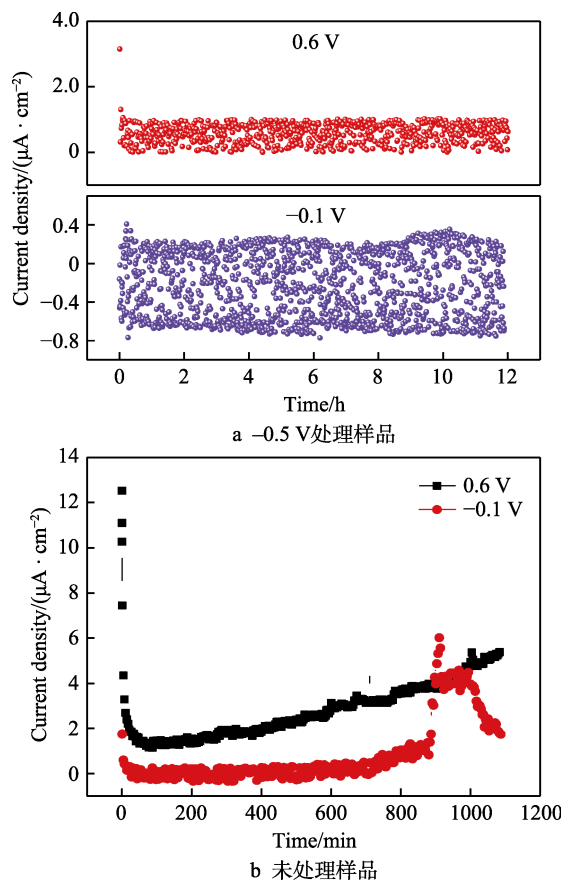 4.0
0.6 V
2.0
0
−0.1 V
0.4
0
−0.4
−0.8
Current density/(μA · cm⁻²)
0 2 4 6 8 10 12
Time/h
a −0.5 V处理样品
14
12
10
8
6
4
2
0
0.6 V
−0.1 V
Current density/(μA · cm⁻²)
0 200 400 600 800 1000 1200
Time/min
b 未处理样品